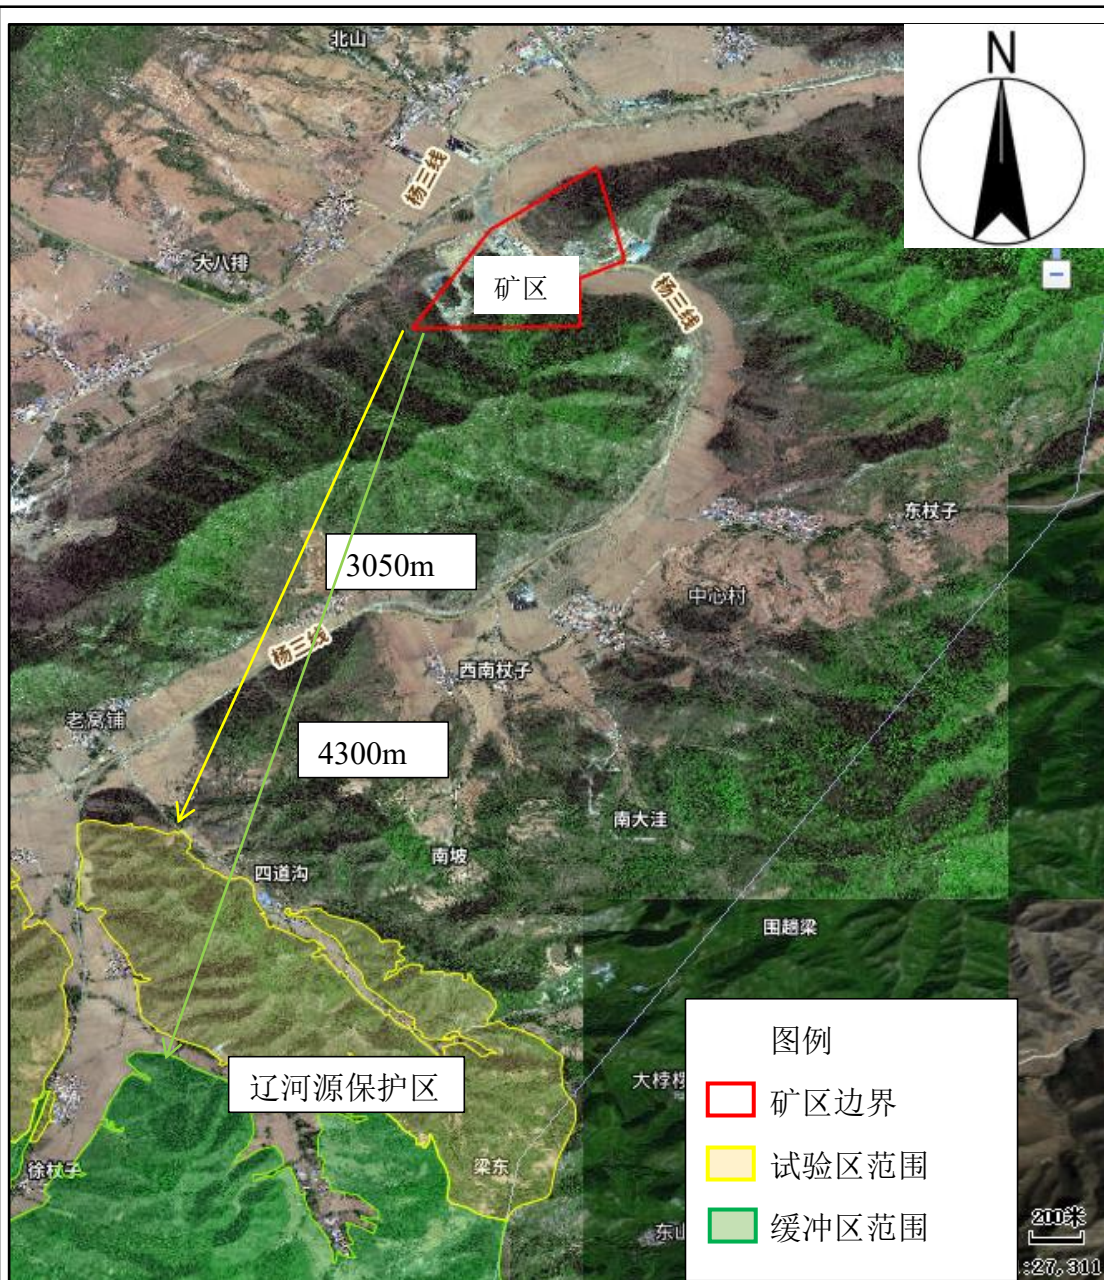 北山
N
杨三线
大八排
矿区
杨三线
东杖子
3050m
中心村
杨三线
西南杖子
老窝铺
4300m
南大洼
南坡
四道沟
围趟梁
图例
辽河源保护区
大桲椤
矿区边界
试验区范围
梁东
徐杖子
缓冲区范围
东山
200米
:27,311